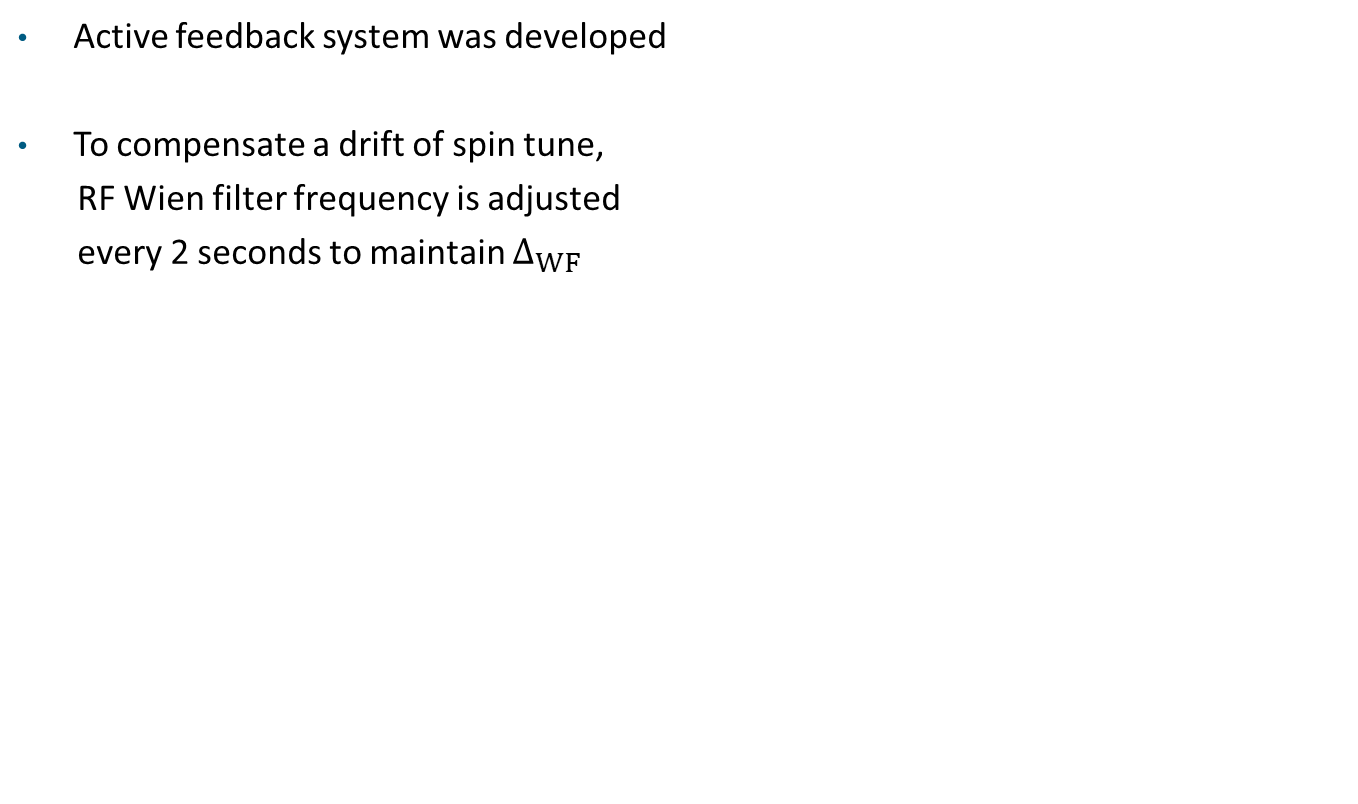 • Active feedback system was developed
• To compensate a drift of spin tune,
RF Wien filter frequency is adjusted
every 2 seconds to maintain Δ_WF